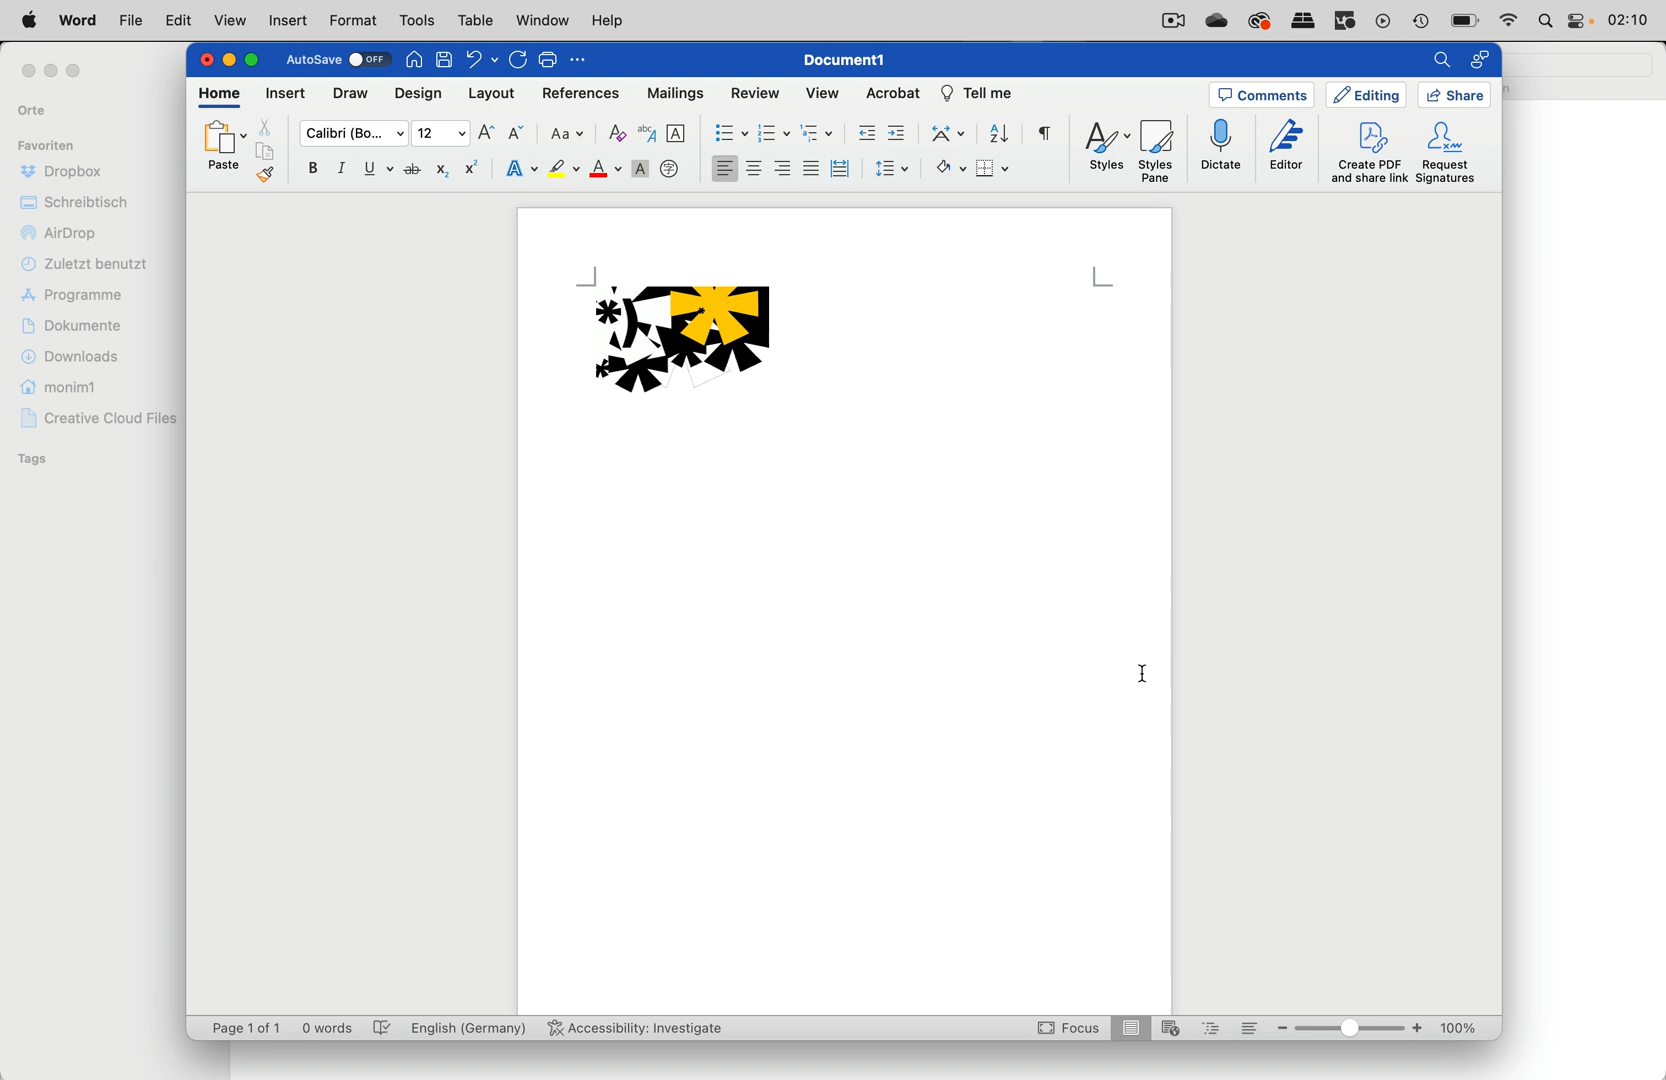 Word File Edit View Insert Format Tools Table Window Help 02:10
AutoSave OFF Document1
Home Insert Draw Design Layout References Mailings Review View Acrobat Tell me Comments Editing Share
Paste Calibri (Bo... 12 Aa Styles Styles Pane Dictate Editor Create PDF and share link Request Signatures
Orte
Favoriten
Dropbox
Schreibtisch
AirDrop
Zuletzt benutzt
Programme
Dokumente
Downloads
monim1
Creative Cloud Files
Tags
Page 1 of 1 0 words English (Germany) Accessibility: Investigate Focus 100%